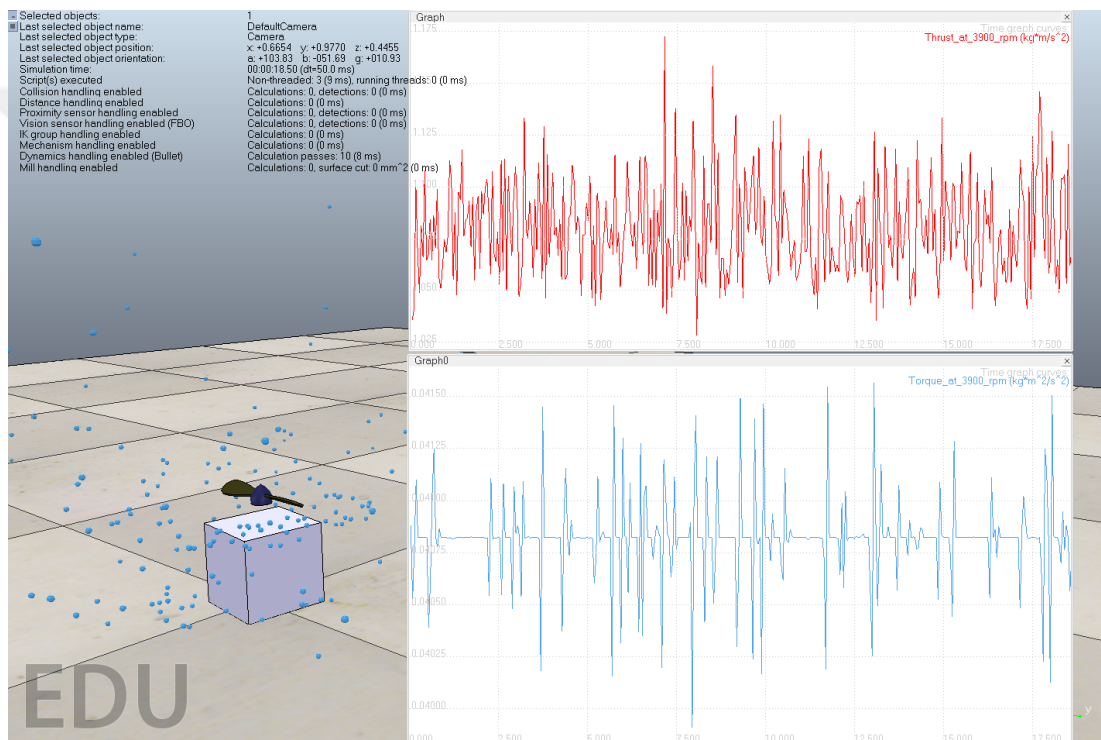 Selected objects: 1
Last selected object name: DefaultCamera
Last selected object type: Camera
Last selected object position: x: +0.6654 y: +0.9770 z: +0.4455
Last selected object orientation: a: +103.83 b: -051.69 g: +010.93
Simulation time: 00:00:18.50 (dt=50.0 ms)
Script(s) executed Non-threaded: 3 (9 ms), running threads: 0 (0 ms)
Collision handling enabled Calculations: 0, detections: 0 (0 ms)
Distance handling enabled Calculations: 0 (0 ms)
Proximity sensor handling enabled Calculations: 0, detections: 0 (0 ms)
Vision sensor handling enabled (FBO) Calculations: 0, detections: 0 (0 ms)
IK group handling enabled Calculations: 0 (0 ms)
Mechanism handling enabled Calculations: 0 (0 ms)
Dynamics handling enabled (Bullet) Calculation passes: 10 (8 ms)
Mill handling enabled Calculations: 0, surface cut: 0 mm^2 (0 ms)
EDU
Graph
Time graph curves:
Thrust_at_3900_rpm (kg*m/s^2)
1.175
1.125
1.100
1.050
1.025
0.000 2.500 5.000 7.500 10.000 12.500 15.000 17.500
Graph0
Time graph curves:
Torque_at_3900_rpm (kg*m^2/s^2)
0.04150
0.04125
0.04100
0.04075
0.04050
0.04025
0.04000
0.000 2.500 5.000 7.500 10.000 12.500 15.000 17.500
y